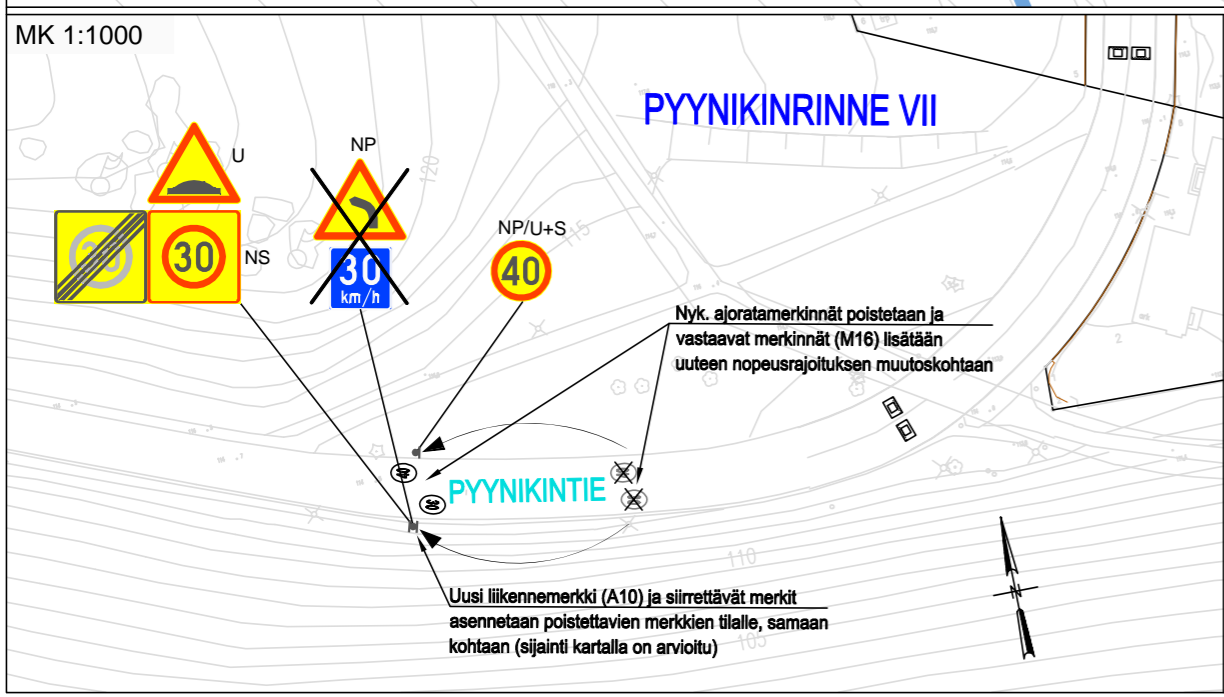 MK 1:1000
PYYNIKINRINNE VII
U
NP
NS
30
30
km/h
NP/U+S
40
120
115
Nyk. ajoratamerkinnät poistetaan ja
vastaavat merkinnät (M16) lisätään
uuteen nopeusrajoituksen muutoskohtaan
2
PYYNIKINTIE
110
Uusi liikennemerkki (A10) ja siirrettävät merkit
asennetaan poistettavien merkkien tilalle, samaan
kohtaan (sijainti kartalla on arvioitu)
105
N